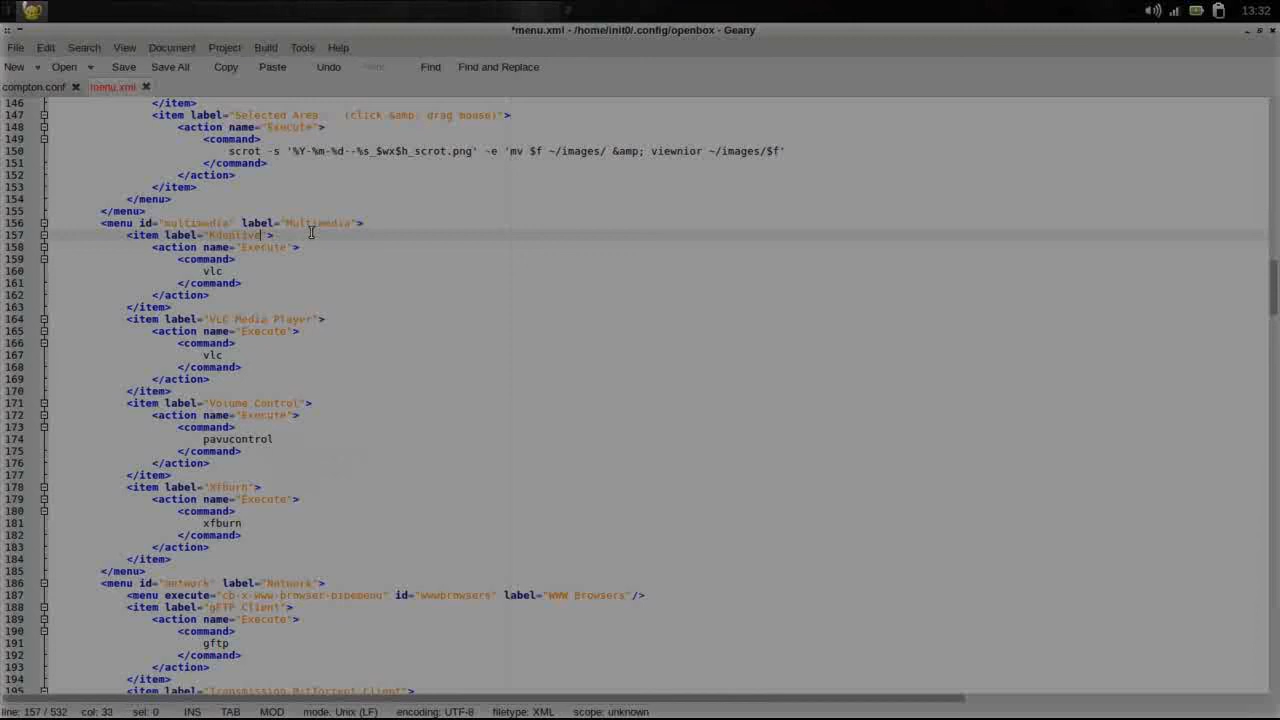 13:32
*menu.xml - /home/init0/.config/openbox - Geany
File Edit Search View Document Project Build Tools Help
New Open Save Save All Copy Paste Undo Find Find and Replace
compton.conf menu.xml
146 </item>
147 <item label="Selected Area (click &amp; drag mouse)">
148 <action name="Execute">
149 <command>
150 scrot -s '%Y-%m-%d--%s_$wx$h_scrot.png' -e 'mv $f ~/images/ &amp; viewnior ~/images/$f'
151 </command>
152 </action>
153 </item>
154 </menu>
155 </menu>
156 <menu id="multimedia" label="Multimedia">
157 <item label="Kdenlive">
158 <action name="Execute">
159 <command>
160 vlc
161 </command>
162 </action>
163 </item>
164 <item label="VLC Media Player">
165 <action name="Execute">
166 <command>
167 vlc
168 </command>
169 </action>
170 </item>
171 <item label="Volume Control">
172 <action name="Execute">
173 <command>
174 pavucontrol
175 </command>
176 </action>
177 </item>
178 <item label="Xfburn">
179 <action name="Execute">
180 <command>
181 xfburn
182 </command>
183 </action>
184 </item>
185 </menu>
186 <menu id="network" label="Network">
187 <menu execute="cb-x-www-browser-pipemenu" id="wwwbrowsers" label="WWW Browsers"/>
188 <item label="gFTP Client">
189 <action name="Execute">
190 <command>
191 gftp
192 </command>
193 </action>
194 </item>
195 <item label="Transmission BitTorrent Client">
line: 157 / 532 col: 33 sel: 0 INS TAB MOD mode: Unix (LF) encoding: UTF-8 filetype: XML scope: unknown